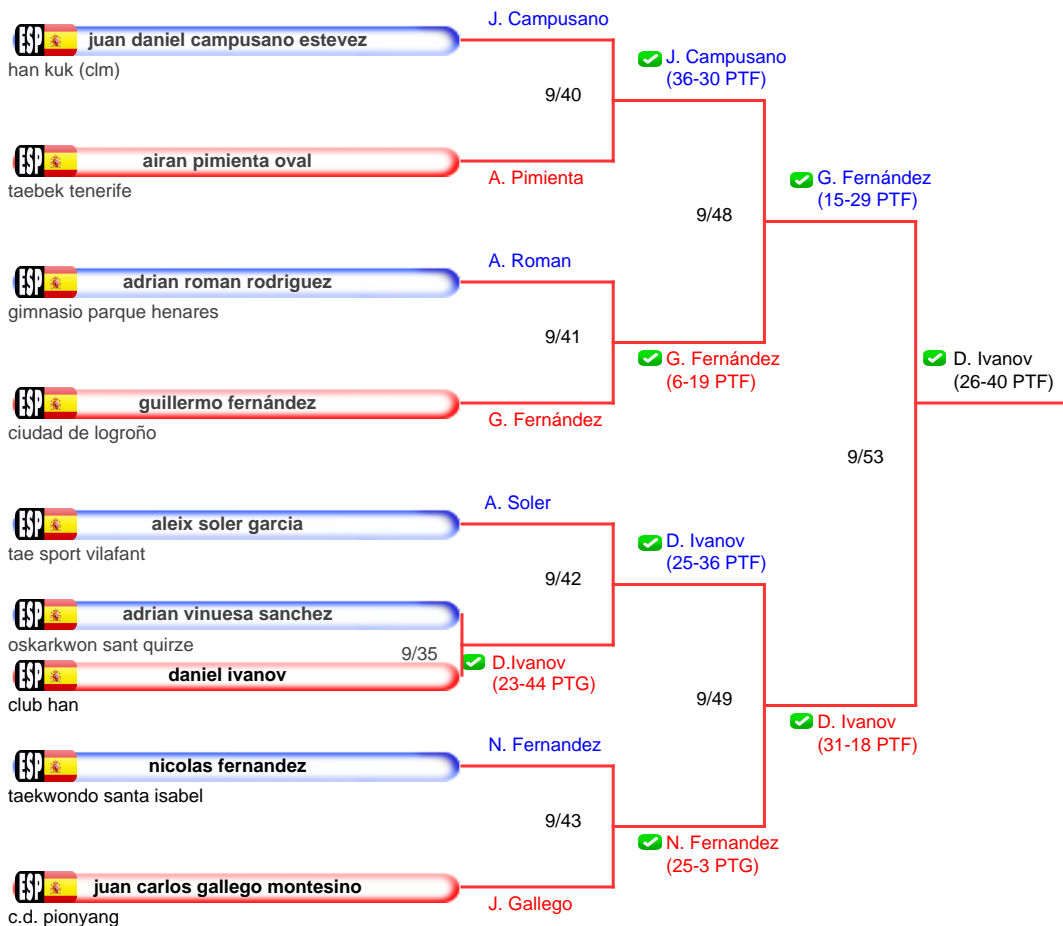 J. Campusano
ESP juan daniel campusano estevez
han kuk (clm)
J. Campusano
(36-30 PTF)
9/40
ESP airan pimienta oval
taebek tenerife
A. Pimienta
G. Fernández
(15-29 PTF)
9/48
A. Roman
ESP adrian roman rodriguez
gimnasio parque henares
9/41
G. Fernández
(6-19 PTF)
D. Ivanov
(26-40 PTF)
ESP guillermo fernández
ciudad de logroño
G. Fernández
9/53
A. Soler
ESP aleix soler garcia
tae sport vilafant
D. Ivanov
(25-36 PTF)
9/42
ESP adrian vinuesa sanchez
oskarkwon sant quirze
9/35
D.Ivanov
(23-44 PTG)
ESP daniel ivanov
club han
9/49
D. Ivanov
(31-18 PTF)
N. Fernandez
ESP nicolas fernandez
taekwondo santa isabel
9/43
N. Fernandez
(25-3 PTG)
ESP juan carlos gallego montesino
c.d. pionyang
J. Gallego